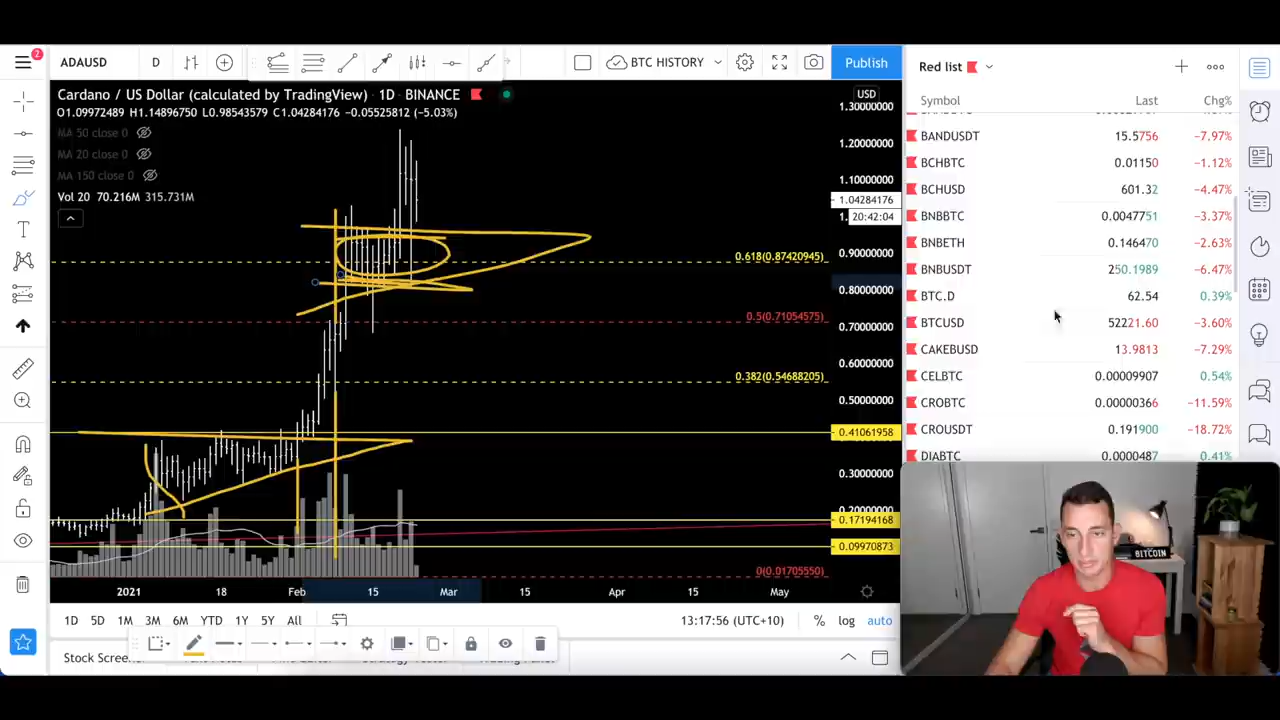 2
ADAUSD D BTC HISTORY Publish
Cardano / US Dollar (calculated by TradingView) · 1D · BINANCE
O1.09972489 H1.14896750 L0.98543579 C1.04284176 −0.05525812 (−5.03%)
MA 50 close 0
MA 20 close 0
MA 150 close 0
Vol 20 70.216M 315.731M
USD
1.30000000
1.20000000
1.10000000
1.04284176
20:42:04
0.90000000
0.80000000
0.70000000
0.60000000
0.50000000
0.41061958
0.30000000
0.17194168
0.09970873
0.618(0.87420945)
0.5(0.71054575)
0.382(0.54688205)
0(0.01705550)
2021 18 Feb 15 Mar 15 Apr 15 May
1D 5D 1M 3M 6M YTD 1Y 5Y All 13:17:56 (UTC+10) % log auto
Stock Screener
Red list
Symbol Last Chg%
BANDUSDT 15.5756 −7.97%
BCHBTC 0.01150 −1.12%
BCHUSD 601.32 −4.47%
BNBBTC 0.0047751 −3.37%
BNBETH 0.146470 −2.63%
BNBUSDT 250.1989 −6.47%
BTC.D 62.54 0.39%
BTCUSD 52221.60 −3.60%
CAKEBUSD 13.9813 −7.29%
CELBTC 0.00009907 0.54%
CROBTC 0.00000366 −11.59%
CROUSDT 0.191900 −18.72%
DIABTC 0.0000487 0.41%
BITCOIN